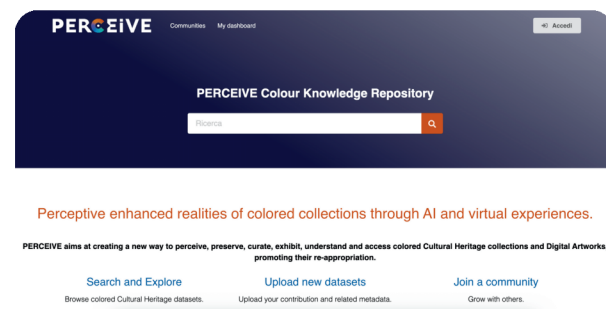 PERCEIVE Communities My dashboard Accedi
PERCEIVE Colour Knowledge Repository
Ricerca
Perceptive enhanced realities of colored collections through AI and virtual experiences.
PERCEIVE aims at creating a new way to perceive, preserve, curate, exhibit, understand and access colored Cultural Heritage collections and Digital Artworks
promoting their re-appropriation.
Search and Explore Upload new datasets Join a community
Browse colored Cultural Heritage datasets. Upload your contribution and related metadata. Grow with others.